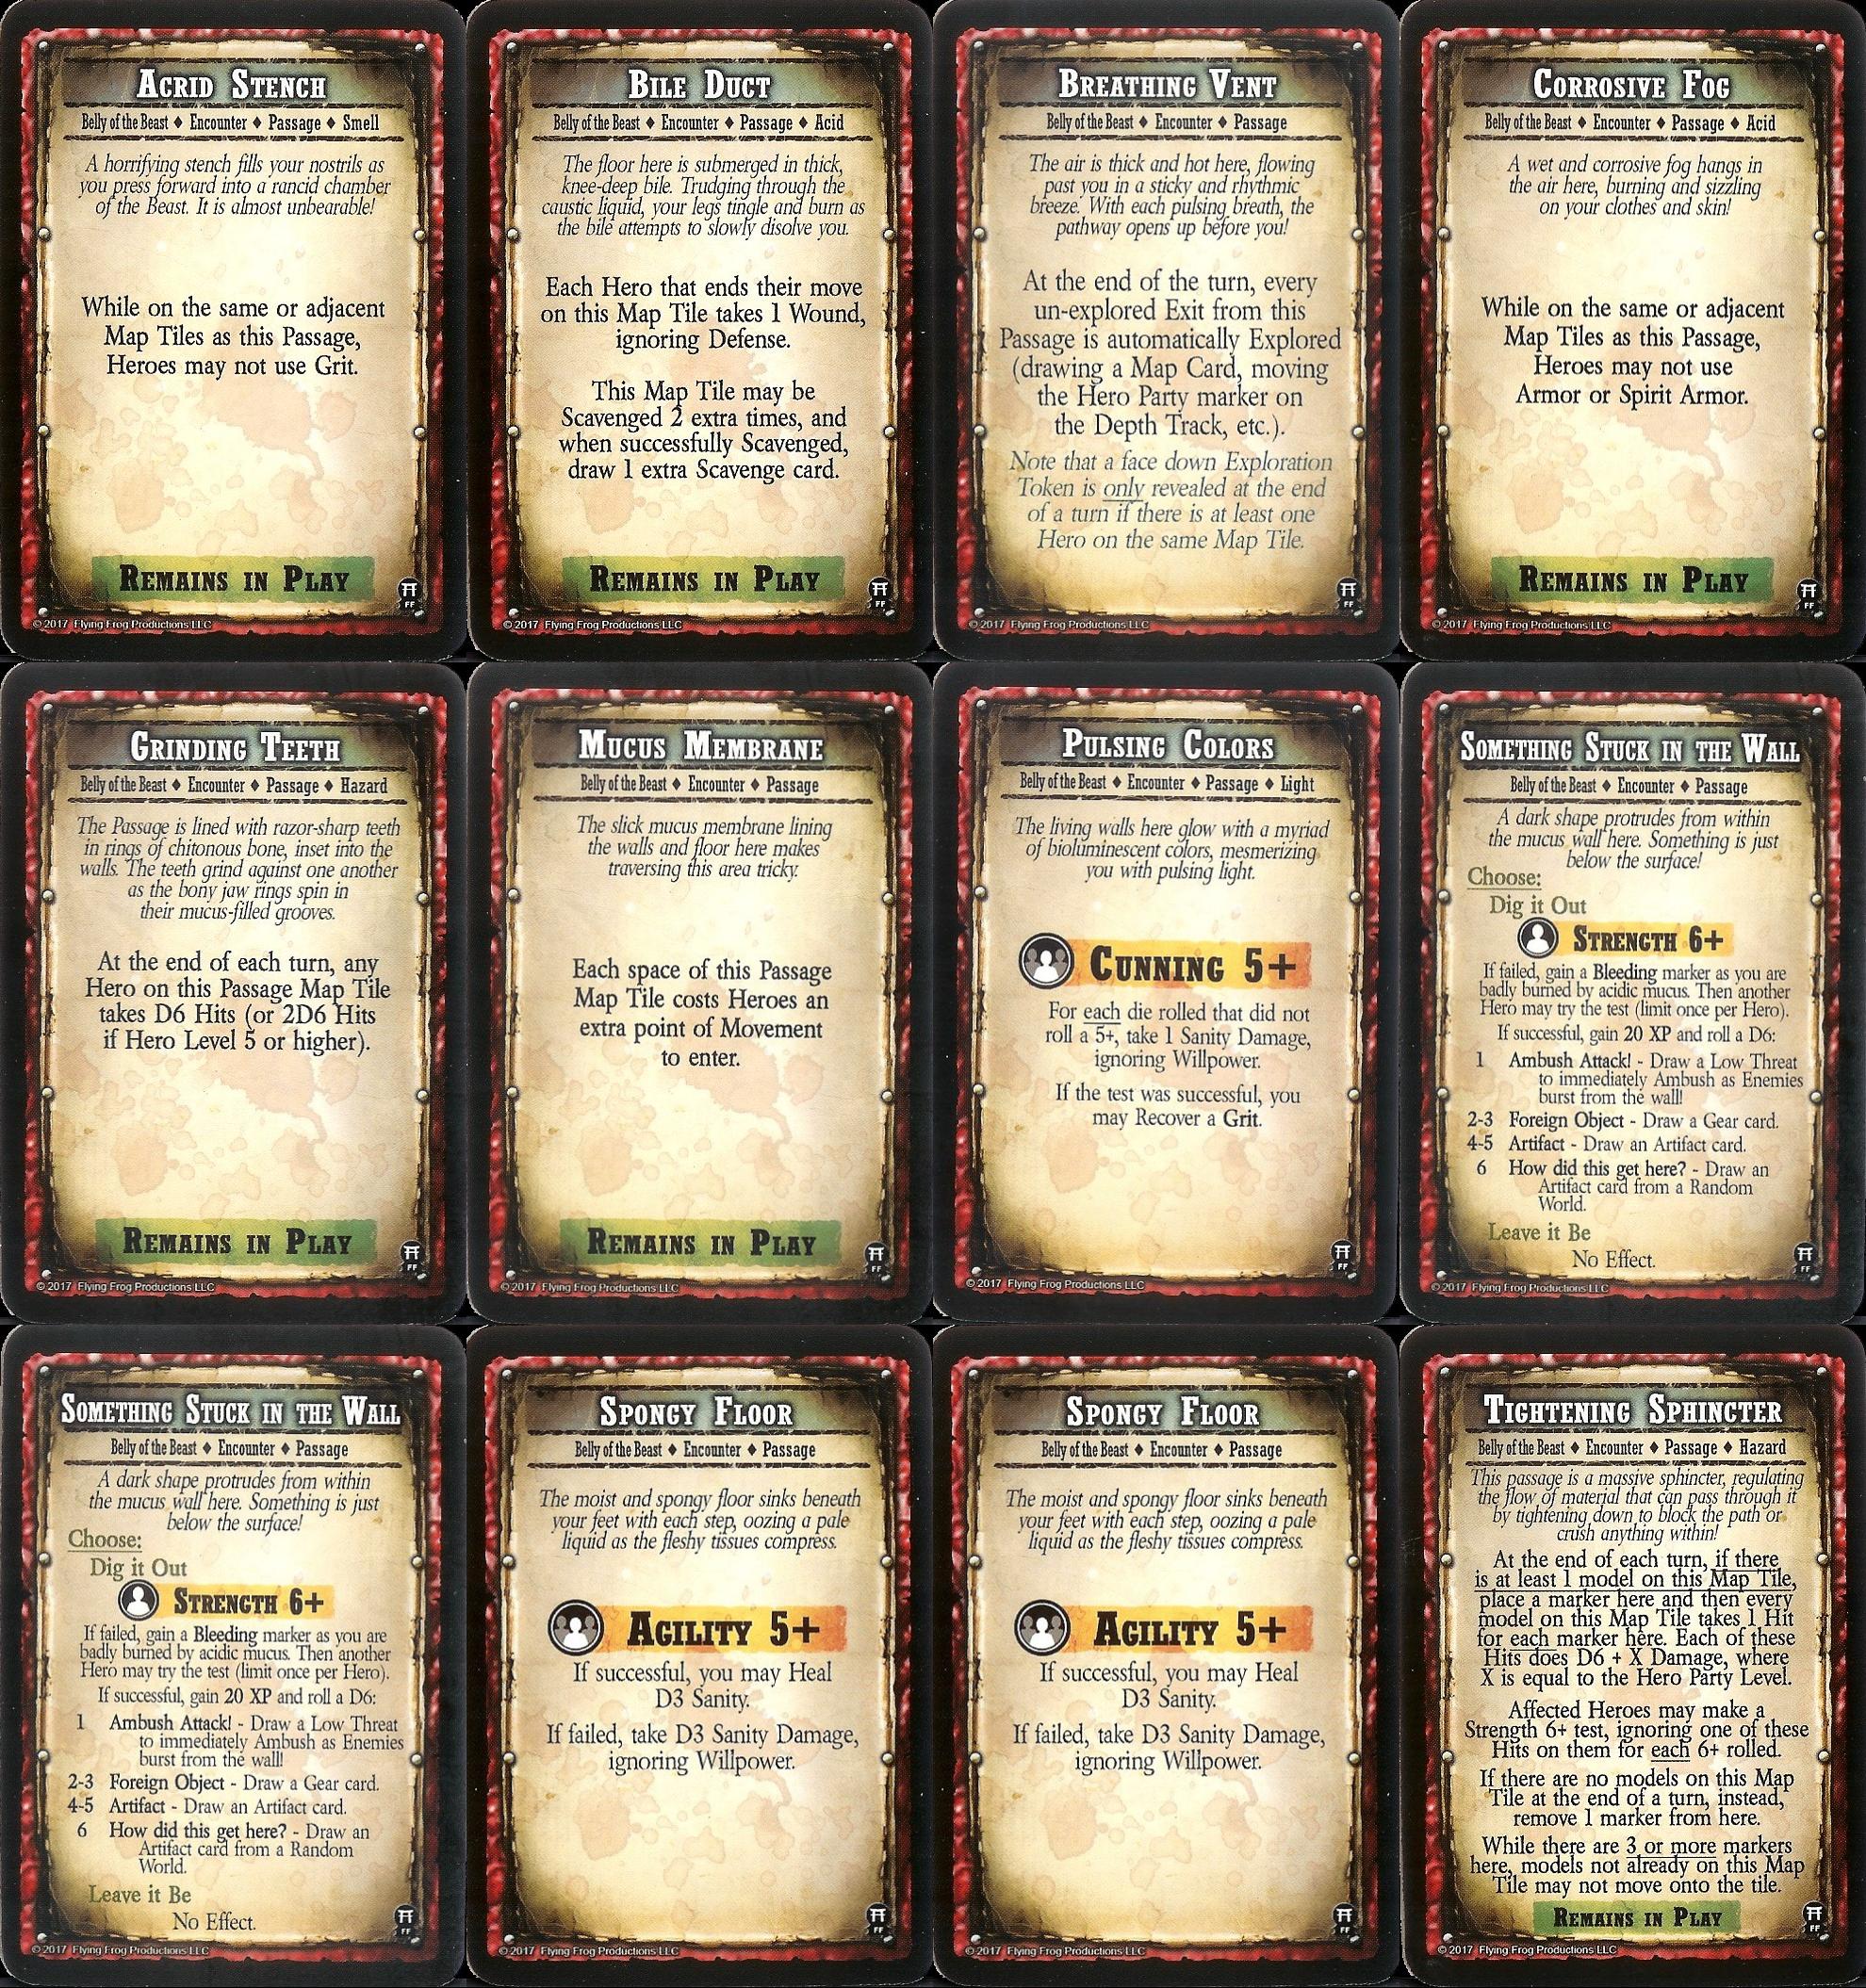 Acrid Stench
Belly of the Beast ♦ Encounter ♦ Passage ♦ Smell
A horrifying stench fills your nostrils as
you press forward into a rancid chamber
of the Beast. It is almost unbearable!
While on the same or adjacent
Map Tiles as this Passage,
Heroes may not use Grit.
Remains in Play
FF
© 2017 Flying Frog Productions LLC
Bile Duct
Belly of the Beast ♦ Encounter ♦ Passage ♦ Acid
The floor here is submerged in thick,
knee-deep bile. Trudging through the
caustic liquid, your legs tingle and burn as
the bile attempts to slowly disolve you.
Each Hero that ends their move
on this Map Tile takes 1 Wound,
ignoring Defense.
This Map Tile may be
Scavenged 2 extra times, and
when successfully Scavenged,
draw 1 extra Scavenge card.
Remains in Play
FF
© 2017 Flying Frog Productions LLC
Breathing Vent
Belly of the Beast ♦ Encounter ♦ Passage
The air is thick and hot here, flowing
past you in a sticky and rhythmic
breeze. With each pulsing breath, the
pathway opens up before you!
At the end of the turn, every
un-explored Exit from this
Passage is automatically Explored
(drawing a Map Card, moving
the Hero Party marker on
the Depth Track, etc.).
Note that a face down Exploration
Token is only revealed at the end
of a turn if there is at least one
Hero on the same Map Tile.
FF
© 2017 Flying Frog Productions LLC
Corrosive Fog
Belly of the Beast ♦ Encounter ♦ Passage ♦ Acid
A wet and corrosive fog hangs in
the air here, burning and sizzling
on your clothes and skin!
While on the same or adjacent
Map Tiles as this Passage,
Heroes may not use
Armor or Spirit Armor.
Remains in Play
FF
© 2017 Flying Frog Productions LLC
Grinding Teeth
Belly of the Beast ♦ Encounter ♦ Passage ♦ Hazard
The Passage is lined with razor-sharp teeth
in rings of chitonous bone, inset into the
walls. The teeth grind against one another
as the bony jaw rings spin in
their mucus-filled grooves.
At the end of each turn, any
Hero on this Passage Map Tile
takes D6 Hits (or 2D6 Hits
if Hero Level 5 or higher).
Remains in Play
FF
© 2017 Flying Frog Productions LLC
Mucus Membrane
Belly of the Beast ♦ Encounter ♦ Passage
The slick mucus membrane lining
the walls and floor here makes
traversing this area tricky.
Each space of this Passage
Map Tile costs Heroes an
extra point of Movement
to enter.
Remains in Play
FF
© 2017 Flying Frog Productions LLC
Pulsing Colors
Belly of the Beast ♦ Encounter ♦ Passage ♦ Light
The living walls here glow with a myriad
of bioluminescent colors, mesmerizing
you with pulsing light.
Cunning 5+
For each die rolled that did not
roll a 5+, take 1 Sanity Damage,
ignoring Willpower.
If the test was successful, you
may Recover a Grit.
FF
© 2017 Flying Frog Productions LLC
Something Stuck in the Wall
Belly of the Beast ♦ Encounter ♦ Passage
A dark shape protrudes from within
the mucus wall here. Something is just
below the surface!
Choose:
Dig it Out
Strength 6+
If failed, gain a Bleeding marker as you are
badly burned by acidic mucus. Then another
Hero may try the test (limit once per Hero).
If successful, gain 20 XP and roll a D6:
1 Ambush Attack! - Draw a Low Threat
to immediately Ambush as Enemies
burst from the wall!
2-3 Foreign Object - Draw a Gear card.
4-5 Artifact - Draw an Artifact card.
6 How did this get here? - Draw an
Artifact card from a Random
World.
Leave it Be
No Effect.
FF
© 2017 Flying Frog Productions LLC
Something Stuck in the Wall
Belly of the Beast ♦ Encounter ♦ Passage
A dark shape protrudes from within
the mucus wall here. Something is just
below the surface!
Choose:
Dig it Out
Strength 6+
If failed, gain a Bleeding marker as you are
badly burned by acidic mucus. Then another
Hero may try the test (limit once per Hero).
If successful, gain 20 XP and roll a D6:
1 Ambush Attack! - Draw a Low Threat
to immediately Ambush as Enemies
burst from the wall!
2-3 Foreign Object - Draw a Gear card.
4-5 Artifact - Draw an Artifact card.
6 How did this get here? - Draw an
Artifact card from a Random
World.
Leave it Be
No Effect.
FF
© 2017 Flying Frog Productions LLC
Spongy Floor
Belly of the Beast ♦ Encounter ♦ Passage
The moist and spongy floor sinks beneath
your feet with each step, oozing a pale
liquid as the fleshy tissues compress.
Agility 5+
If successful, you may Heal
D3 Sanity.
If failed, take D3 Sanity Damage,
ignoring Willpower.
FF
© 2017 Flying Frog Productions LLC
Spongy Floor
Belly of the Beast ♦ Encounter ♦ Passage
The moist and spongy floor sinks beneath
your feet with each step, oozing a pale
liquid as the fleshy tissues compress.
Agility 5+
If successful, you may Heal
D3 Sanity.
If failed, take D3 Sanity Damage,
ignoring Willpower.
FF
© 2017 Flying Frog Productions LLC
Tightening Sphincter
Belly of the Beast ♦ Encounter ♦ Passage ♦ Hazard
This passage is a massive sphincter, regulating
the flow of material that can pass through it
by tightening down to block the path or
crush anything within!
At the end of each turn, if there
is at least 1 model on this Map Tile,
place a marker here and then every
model on this Map Tile takes 1 Hit
for each marker here. Each of these
Hits does D6 + X Damage, where
X is equal to the Hero Party Level.
Affected Heroes may make a
Strength 6+ test, ignoring one of these
Hits on them for each 6+ rolled.
If there are no models on this Map
Tile at the end of a turn, instead,
remove 1 marker from here.
While there are 3 or more markers
here, models not already on this Map
Tile may not move onto the tile.
Remains in Play
FF
© 2017 Flying Frog Productions LLC